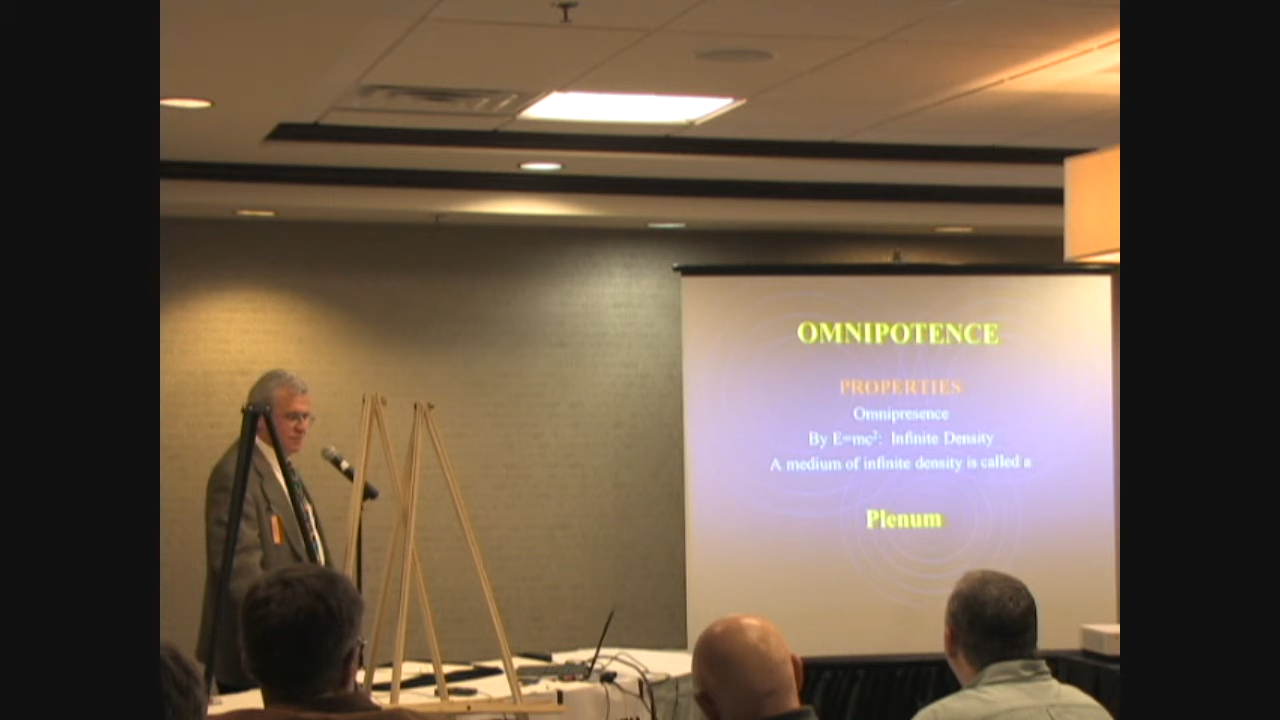 OMNIPOTENCE
PROPERTIES
Omnipresence
By E=mc²: Infinite Density
A medium of infinite density is called a
Plenum